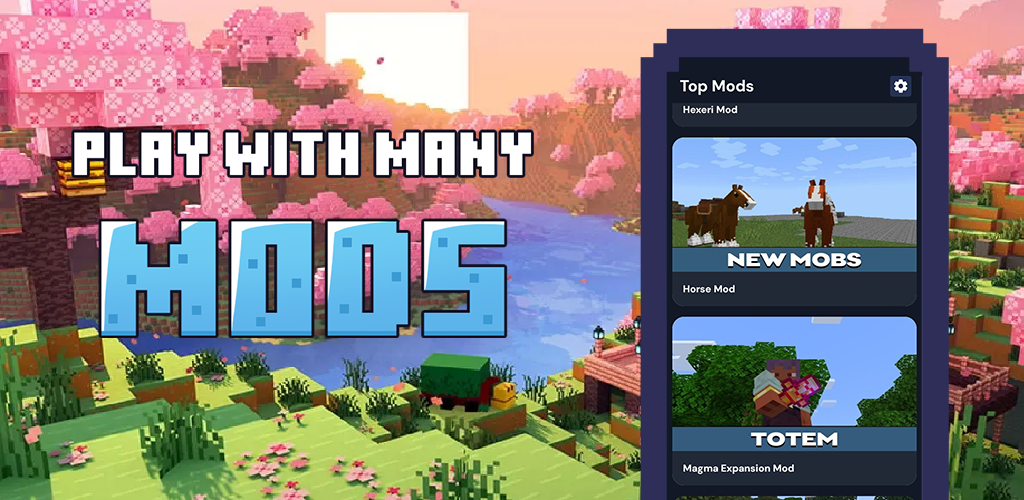 PLAY WITH MANY
MODS
Top Mods
Hexeri Mod
NEW MOBS
Horse Mod
TOTEM
Magma Expansion Mod